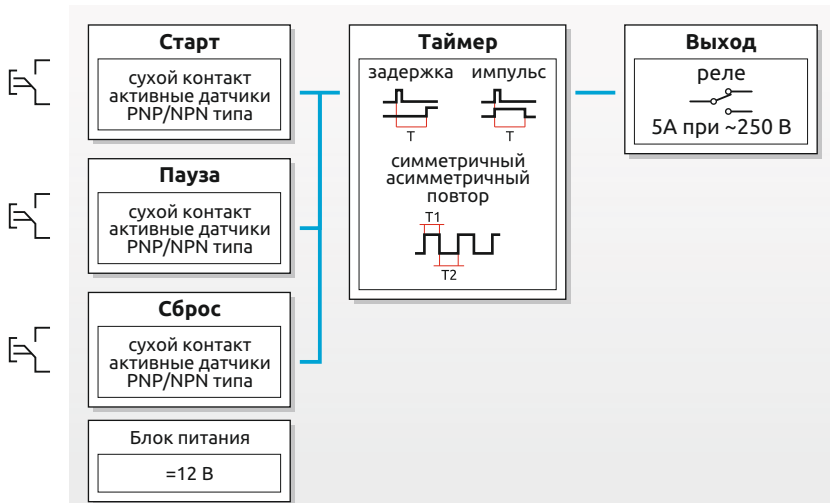 Старт
сухой контакт
активные датчики
PNP/NPN типа
Пауза
сухой контакт
активные датчики
PNP/NPN типа
Сброс
сухой контакт
активные датчики
PNP/NPN типа
Блок питания
=12 В
Таймер
задержка импульс
T T
симметричный
асимметричный
повтор
T1
T2
Выход
реле
5А при ~250 В